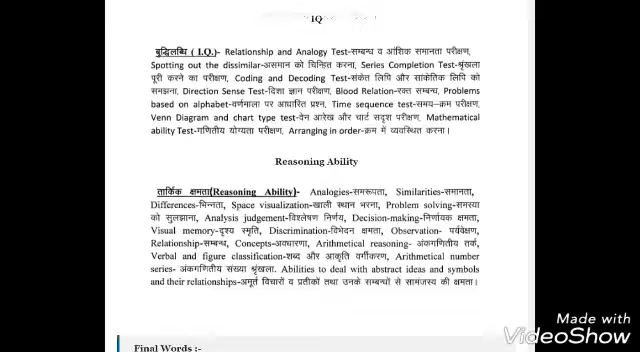 IQ
बुद्धिलब्धि ( I.Q.)- Relationship and Analogy Test-सम्बन्ध व आंशिक समानता परीक्षण,
Spotting out the dissimilar-असमान को चिन्हित करना, Series Completion Test-श्रृंखला
पूरी करने का परीक्षण, Coding and Decoding Test-संकेत लिपि और सांकेतिक लिपि को
समझना, Direction Sense Test-दिशा ज्ञान परीक्षण, Blood Relation-रक्त सम्बन्ध, Problems
based on alphabet-वर्णमाला पर आधारित प्रश्न, Time sequence test-समय-क्रम परीक्षण,
Venn Diagram and chart type test-वेन आरेख और चार्ट सदृश परीक्षण, Mathematical
ability Test-गणितीय योग्यता परीक्षण, Arranging in order-क्रम में व्यवस्थित करना।
Reasoning Ability
तार्किक क्षमता(Reasoning Ability)- Analogies-समरूपता, Similarities-समानता,
Differences-भिन्नता, Space visualization-खाली स्थान भरना, Problem solving-समस्या
को सुलझाना, Analysis judgement-विश्लेषण निर्णय, Decision-making-निर्णायक क्षमता,
Visual memory-दृश्य स्मृति, Discrimination-विभेदन क्षमता, Observation- पर्यवेक्षण,
Relationship-सम्बन्ध, Concepts-अवधारणा, Arithmetical reasoning- अंकगणितीय तर्क,
Verbal and figure classification-शब्द और आकृति वर्गीकरण, Arithmetical number
series- अंकगणितीय संख्या श्रृंखला. Abilities to deal with abstract ideas and symbols
and their relationships-अमूर्त विचारों व प्रतीकों तथा उनके सम्बन्धों से सामंजस्य की क्षमता।
Final Words :-
Made with
VideoShow